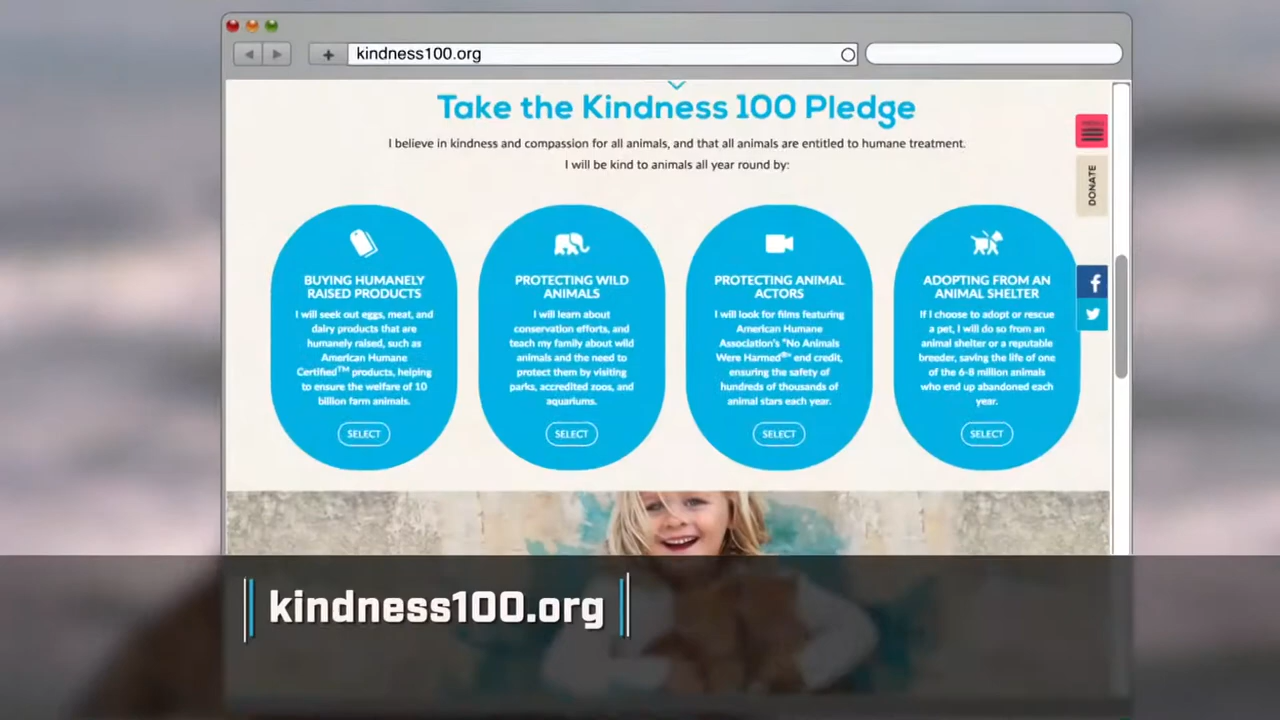 kindness100.org
Take the Kindness 100 Pledge
I believe in kindness and compassion for all animals, and that all animals are entitled to humane treatment.
I will be kind to animals all year round by:
MENU
DONATE
BUYING HUMANELY
RAISED PRODUCTS
I will seek out eggs, meat, and
dairy products that are
humanely raised, such as
American Humane
Certified™ products, helping
to ensure the welfare of 10
billion farm animals.
SELECT
PROTECTING WILD
ANIMALS
I will learn about
conservation efforts, and
teach my family about wild
animals and the need to
protect them by visiting
parks, accredited zoos, and
aquariums.
SELECT
PROTECTING ANIMAL
ACTORS
I will look for films featuring
American Humane
Association's "No Animals
Were Harmed®" end credit,
ensuring the safety of
hundreds of thousands of
animal stars each year.
SELECT
ADOPTING FROM AN
ANIMAL SHELTER
If I choose to adopt or rescue
a pet, I will do so from an
animal shelter or a reputable
breeder, saving the life of one
of the 6-8 million animals
who end up abandoned each
year.
SELECT
kindness100.org